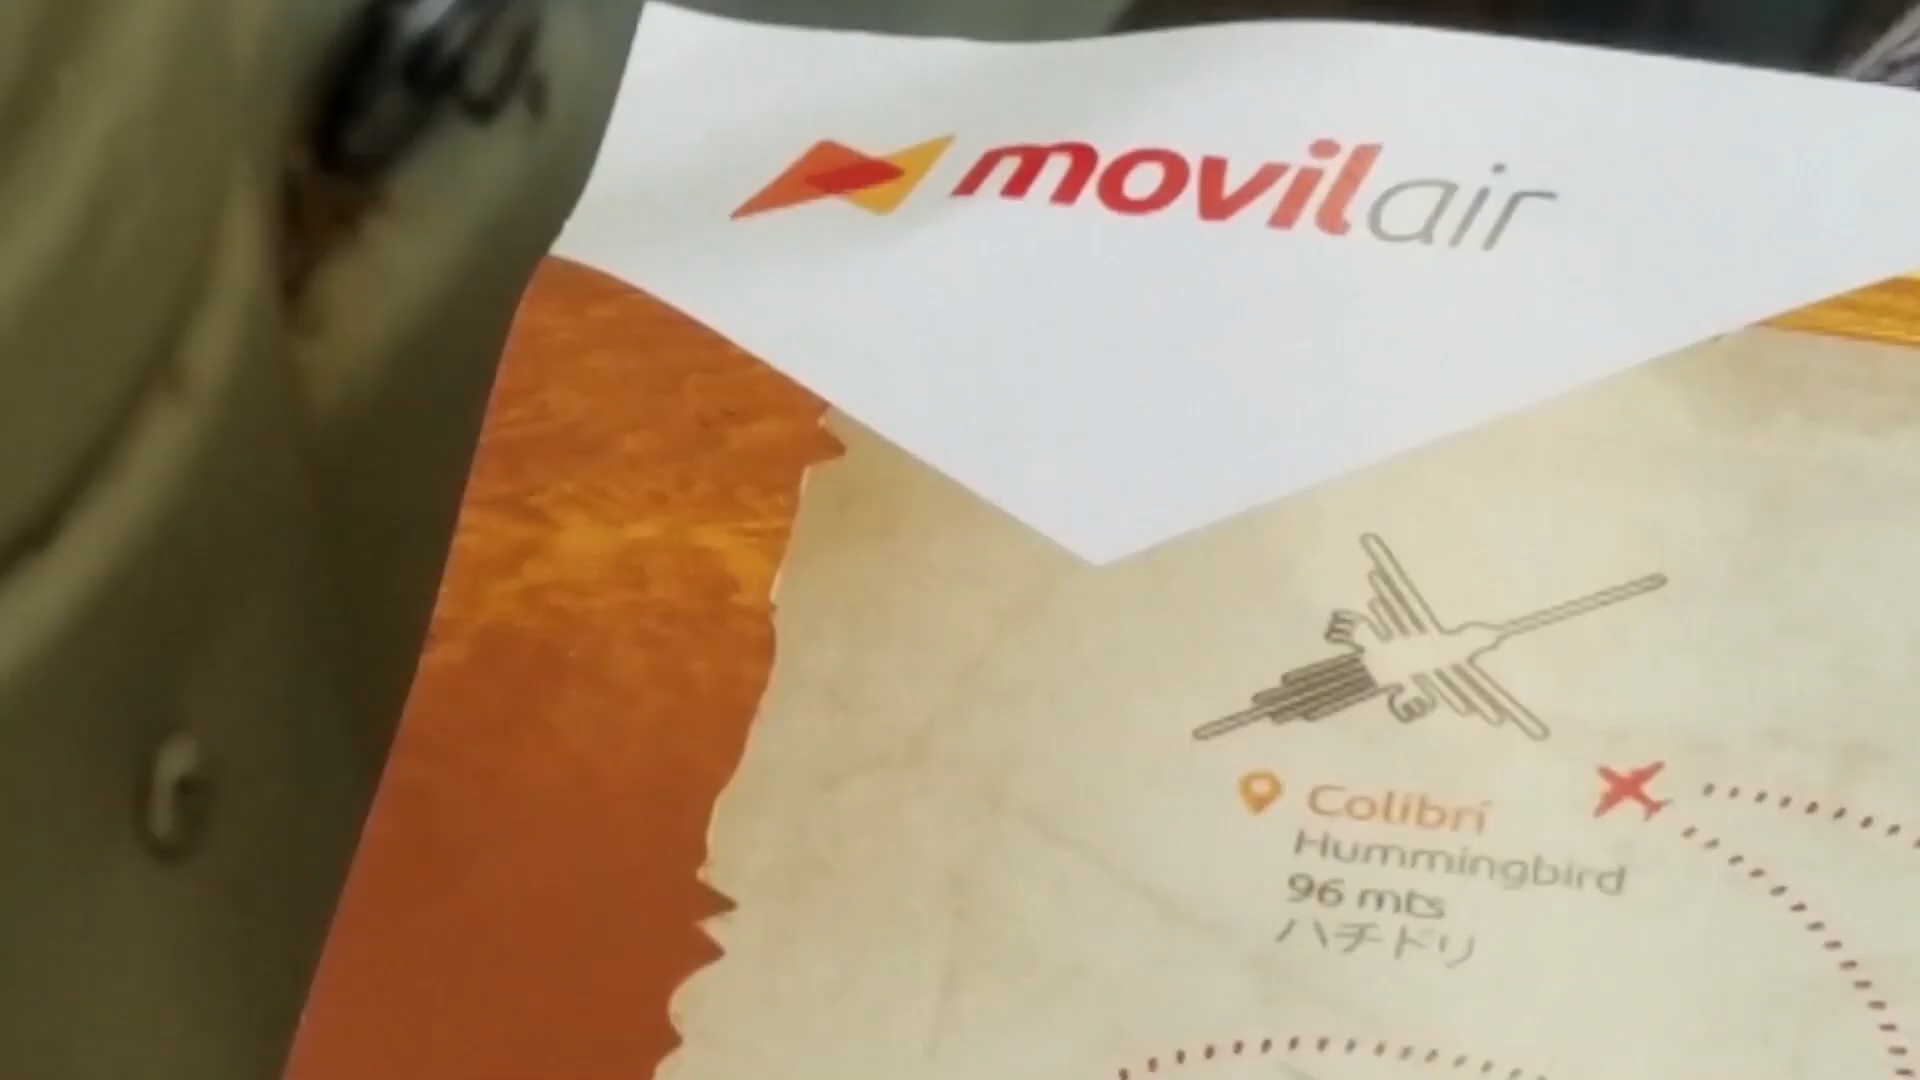 movilair
Colibrí
Hummingbird
96 mts
ハチドリ